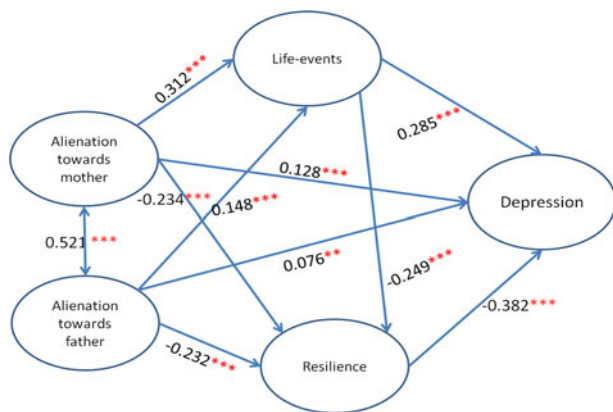 Life-events
0.312***
0.285***
Alienation
towards
mother
0.128***
-0.234***
0.148***
Depression
0.521 ***
0.076**
-0.249***
Alienation
towards
father
-0.382***
-0.232***
Resilience